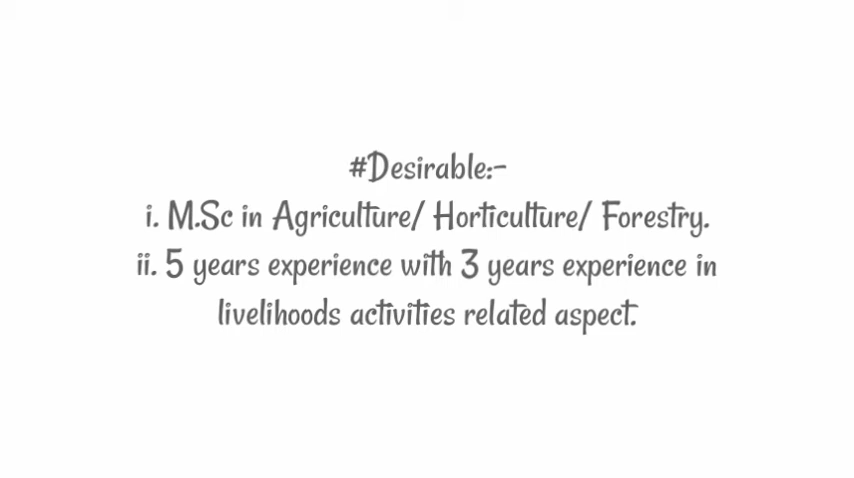 #Desirable:-
i. M.Sc in Agriculture/ Horticulture/ Forestry.
ii. 5 years experience with 3 years experience in
livelihoods activities related aspect.